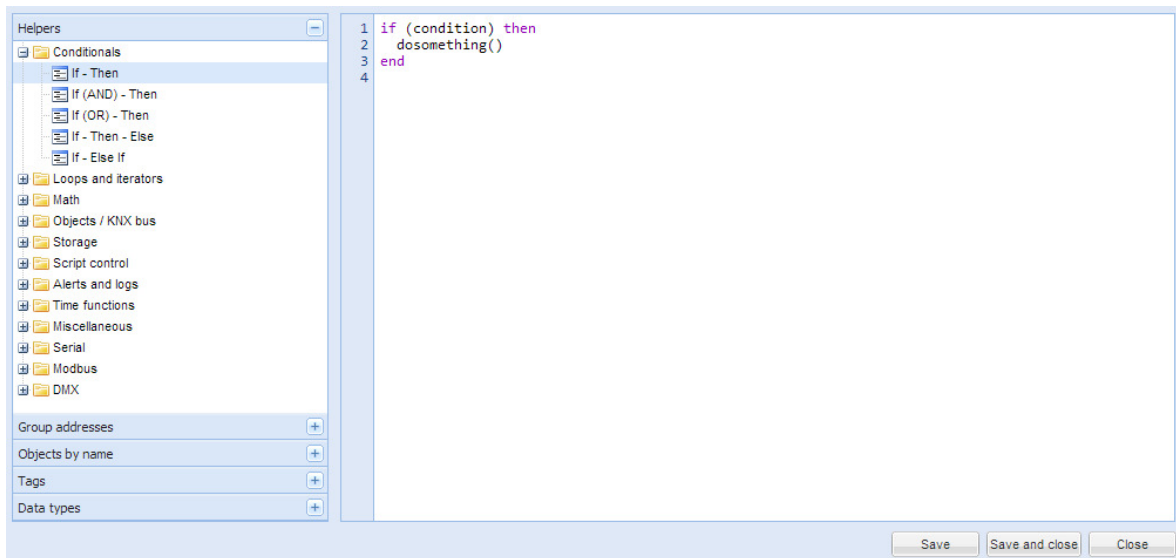 Helpers
Conditionals
If - Then
If (AND) - Then
If (OR) - Then
If - Then - Else
If - Else If
Loops and iterators
Math
Objects / KNX bus
Storage
Script control
Alerts and logs
Time functions
Miscellaneous
Serial
Modbus
DMX
Group addresses
Objects by name
Tags
Data types
1 if (condition) then
2   dosomething()
3 end
4
Save Save and close Close